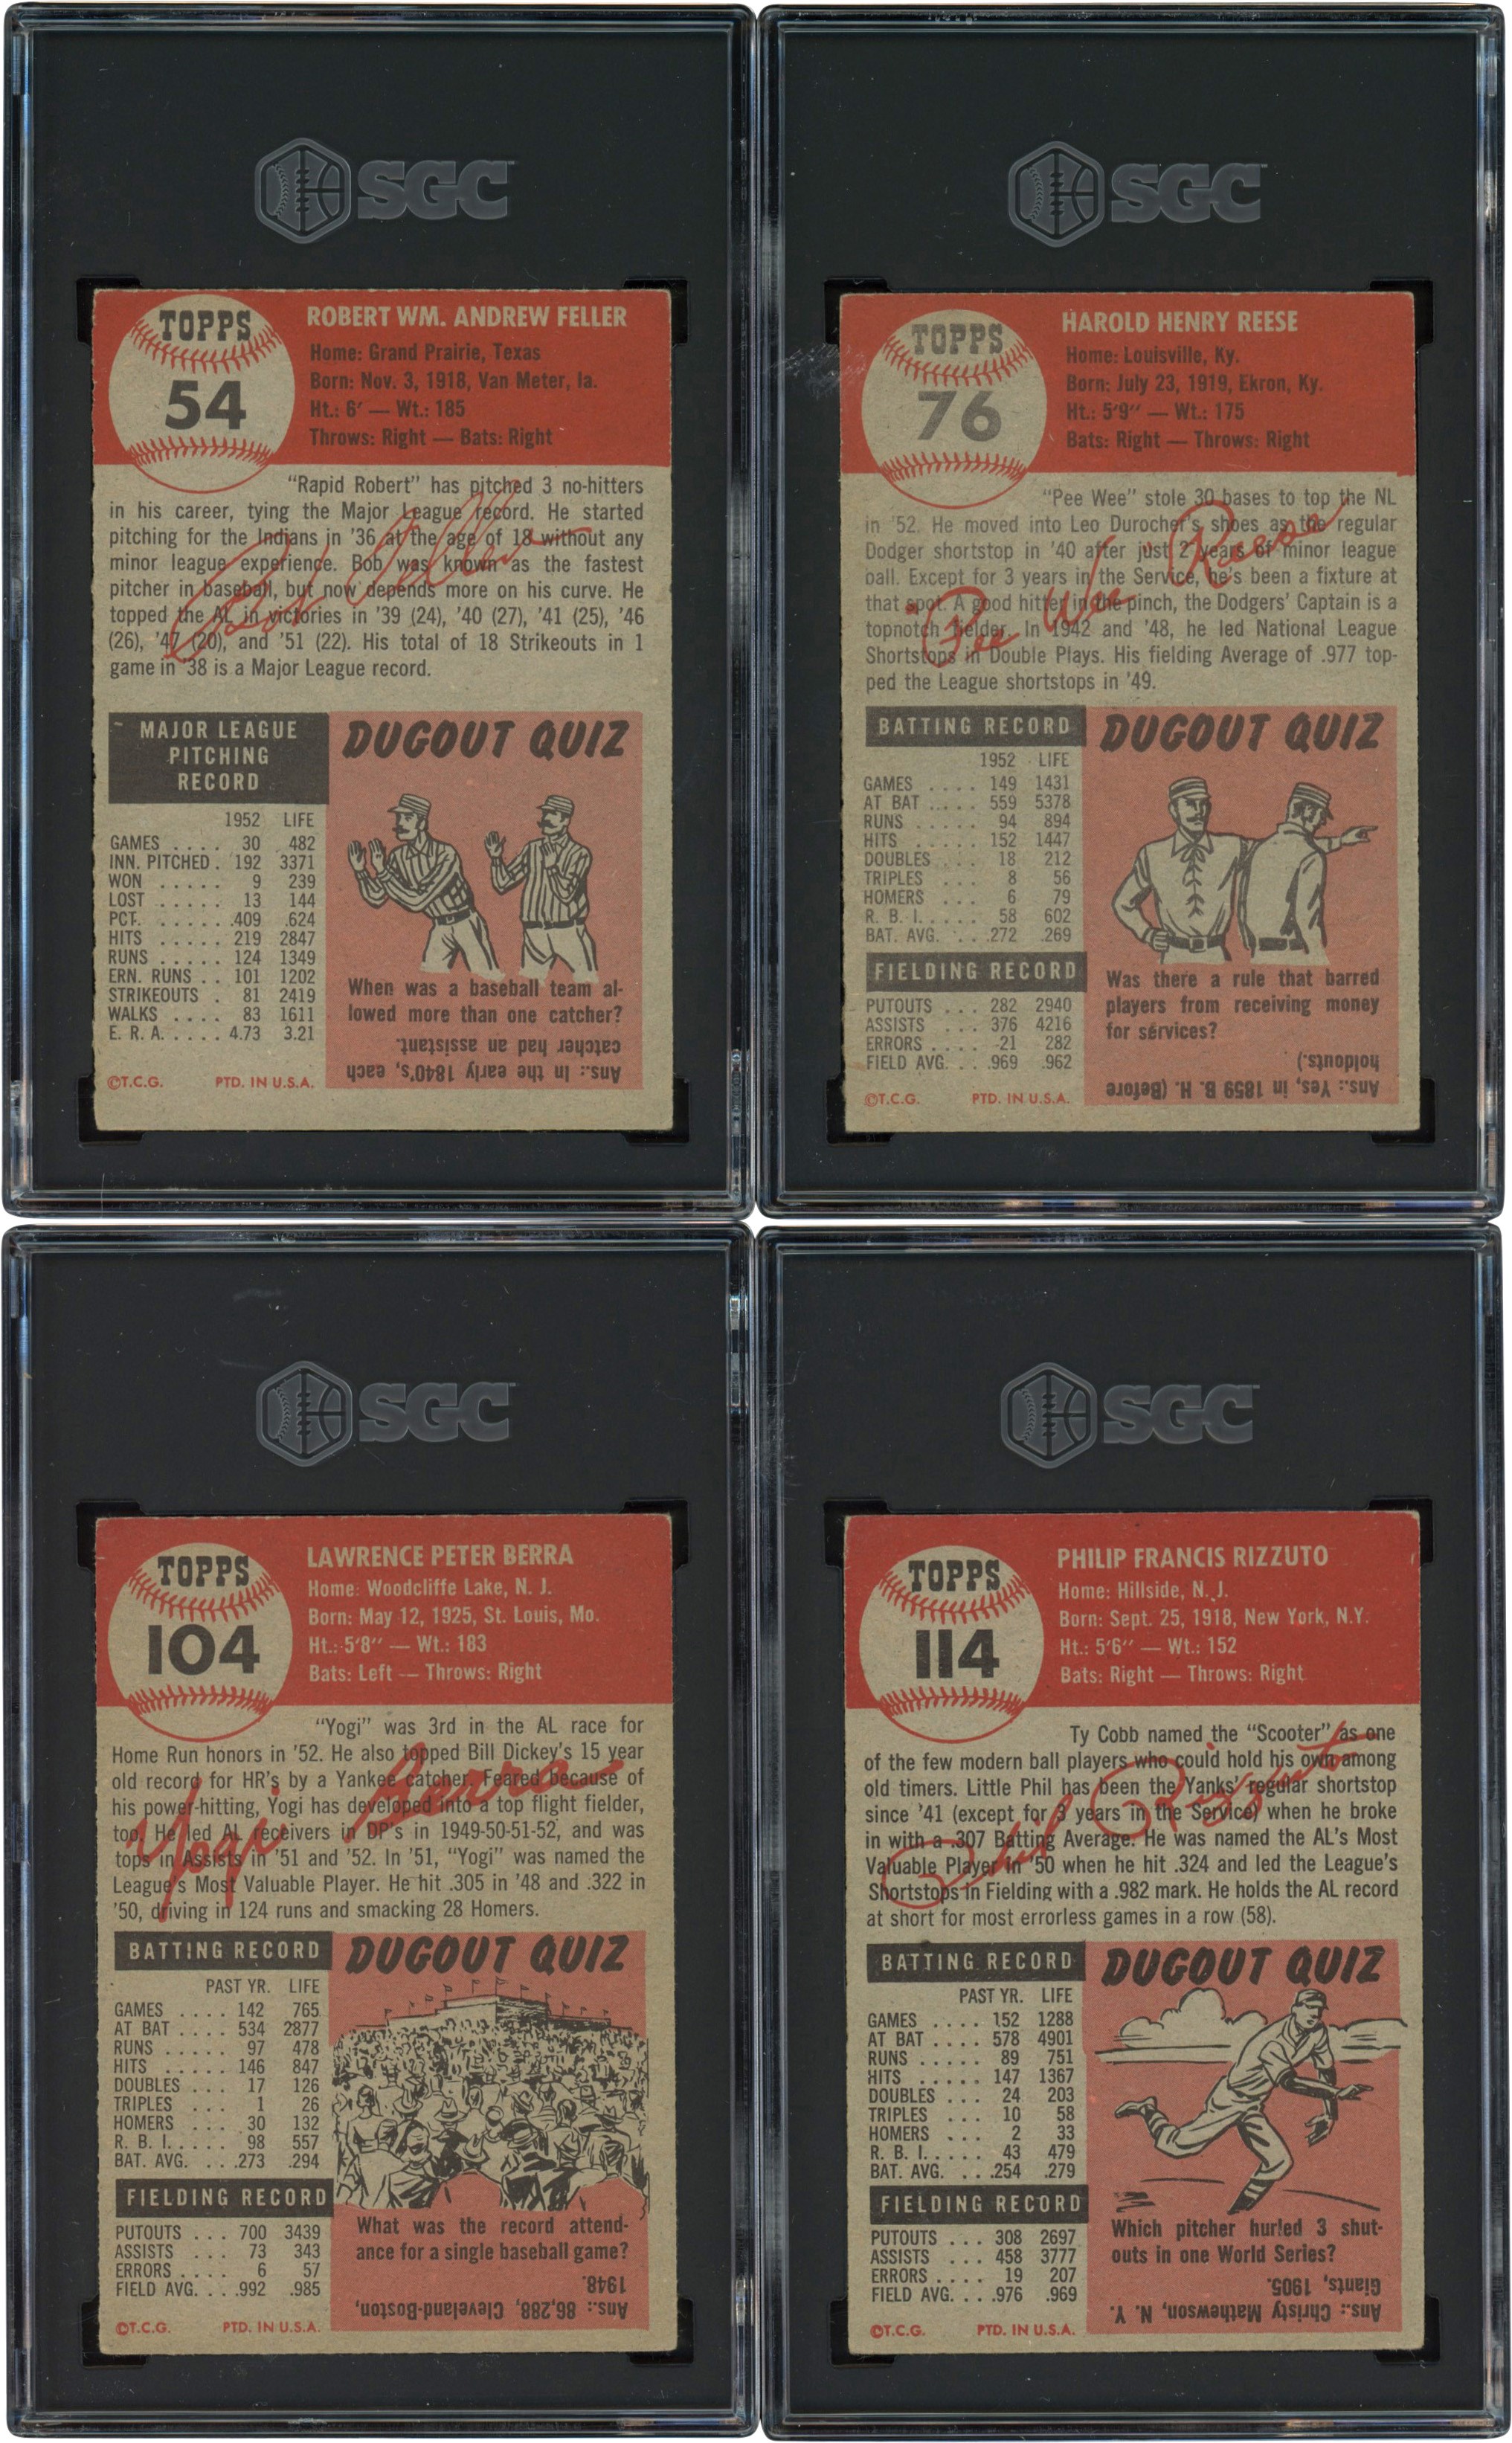 SGC
TOPPS
54
ROBERT WM. ANDREW FELLER
Home: Grand Prairie, Texas
Born: Nov. 3, 1918, Van Meter, Ia.
Ht.: 6' — Wt.: 185
Throws: Right — Bats: Right
"Rapid Robert" has pitched 3 no-hitters
in his career, tying the Major League record. He started
pitching for the Indians in '36 at the age of 18 without any
minor league experience. Bob was known as the fastest
pitcher in baseball, but now depends more on his curve. He
topped the AL in victories in '39 (24), '40 (27), '41 (25), '46
(26), '47 (20), and '51 (22). His total of 18 Strikeouts in 1
game in '38 is a Major League record.
Bob Feller
MAJOR LEAGUE
PITCHING
RECORD
1952 LIFE
GAMES .... 30 482
INN. PITCHED . 192 3371
WON ..... 9 239
LOST ..... 13 144
PCT. ...... .409 .624
HITS ..... 219 2847
RUNS ..... 124 1349
ERN. RUNS .. 101 1202
STRIKEOUTS . 81 2419
WALKS .... 83 1611
E. R. A. .... 4.73 3.21
©T.C.G. PTD. IN U.S.A.
DUGOUT QUIZ
When was a baseball team al-
lowed more than one catcher?
Ans.: In the early 1840's, each
catcher had an assistant.
SGC
TOPPS
76
HAROLD HENRY REESE
Home: Louisville, Ky.
Born: July 23, 1919, Ekron, Ky.
Ht.: 5'9" — Wt.: 175
Bats: Right — Throws: Right
"Pee Wee" stole 30 bases to top the NL
in '52. He moved into Leo Durocher's shoes as the regular
Dodger shortstop in '40 after just 2 years of minor league
ball. Except for 3 years in the Service, he's been a fixture at
that spot. A good hitter in the pinch, the Dodgers' Captain is a
topnotch fielder. In 1942 and '48, he led National League
Shortstops in Double Plays. His fielding Average of .977 top-
ped the League shortstops in '49.
"Pee Wee" Reese
BATTING RECORD
1952 LIFE
GAMES .... 149 1431
AT BAT ..... 559 5378
RUNS ..... 94 894
HITS ..... 152 1447
DOUBLES ... 18 212
TRIPLES ... 8 56
HOMERS ... 6 79
R. B. I. .... 58 602
BAT. AVG. ... .272 .269
FIELDING RECORD
PUTOUTS ... 282 2940
ASSISTS .... 376 4216
ERRORS .... 21 282
FIELD AVG. ... .969 .962
©T.C.G. PTD. IN U.S.A.
DUGOUT QUIZ
Was there a rule that barred
players from receiving money
for services?
Ans.: Yes, in 1859 B. H. (Before
holdouts.)
SGC
TOPPS
104
LAWRENCE PETER BERRA
Home: Woodcliffe Lake, N. J.
Born: May 12, 1925, St. Louis, Mo.
Ht.: 5'8" — Wt.: 183
Bats: Left — Throws: Right
"Yogi" was 3rd in the AL race for
Home Run honors in '52. He also topped Bill Dickey's 15 year
old record for HR's by a Yankee catcher. Feared because of
his power-hitting, Yogi has developed into a top flight fielder,
too. He led AL receivers in DP's in 1949-50-51-52, and was
tops in Assists in '51 and '52. In '51, "Yogi" was named the
League's Most Valuable Player. He hit .305 in '48 and .322 in
'50, driving in 124 runs and smacking 28 Homers.
Yogi Berra
BATTING RECORD
PAST YR. LIFE
GAMES .... 142 765
AT BAT .... 534 2877
RUNS ..... 97 478
HITS ..... 146 847
DOUBLES ... 17 126
TRIPLES ... 1 26
HOMERS ... 30 132
R. B. I. .... 98 557
BAT. AVG. ... .273 .294
FIELDING RECORD
PUTOUTS ... 700 3439
ASSISTS .... 73 343
ERRORS .... 6 57
FIELD AVG. ... .992 .985
©T.C.G. PTD. IN U.S.A.
DUGOUT QUIZ
What was the record attend-
ance for a single baseball game?
Ans.: 86,288, Cleveland-Boston,
1948.
SGC
TOPPS
114
PHILIP FRANCIS RIZZUTO
Home: Hillside, N. J.
Born: Sept. 25, 1918, New York, N.Y.
Ht.: 5'6" — Wt.: 152
Bats: Right — Throws: Right
Ty Cobb named the "Scooter" as one
of the few modern ball players who could hold his own among
old timers. Little Phil has been the Yanks' regular shortstop
since '41 (except for 3 years in the Service) when he broke
in with a .307 Batting Average. He was named the AL's Most
Valuable Player in '50 when he hit .324 and led the League's
Shortstops in Fielding with a .982 mark. He holds the AL record
at short for most errorless games in a row (58).
Phil Rizzuto
BATTING RECORD
PAST YR. LIFE
GAMES .... 152 1288
AT BAT .... 578 4901
RUNS ..... 89 751
HITS ..... 147 1367
DOUBLES ... 24 203
TRIPLES ... 10 58
HOMERS ... 2 33
R. B. I. .... 43 479
BAT. AVG. ... .254 .279
FIELDING RECORD
PUTOUTS ... 308 2697
ASSISTS .... 458 3777
ERRORS .... 19 207
FIELD AVG. ... .976 .969
©T.C.G. PTD. IN U.S.A.
DUGOUT QUIZ
Which pitcher hurled 3 shut-
outs in one World Series?
Ans.: Christy Mathewson, N. Y.
Giants, 1905.